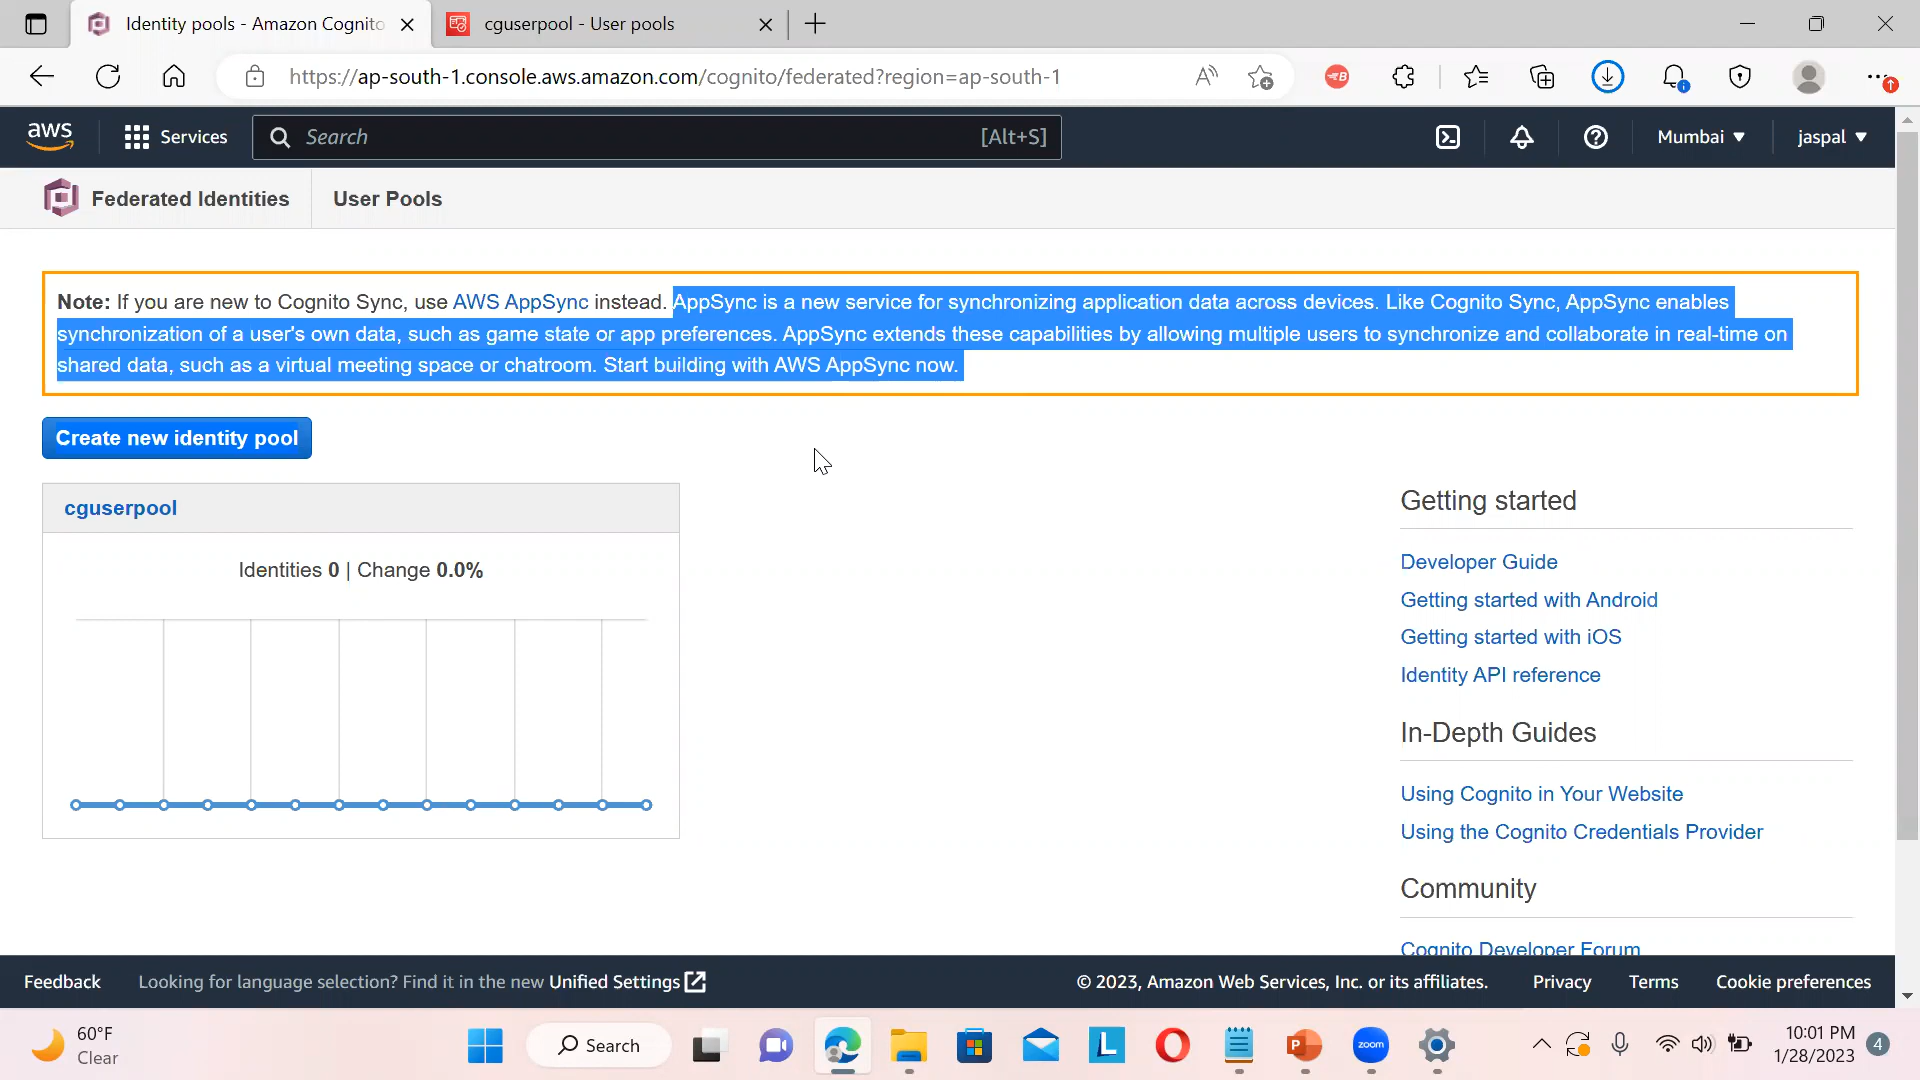 Identity pools - Amazon Cognito
cguserpool - User pools
https://ap-south-1.console.aws.amazon.com/cognito/federated?region=ap-south-1
aws
Services
Search
[Alt+S]
Mumbai
jaspal
Federated Identities
User Pools
Note: If you are new to Cognito Sync, use AWS AppSync instead. AppSync is a new service for synchronizing application data across devices. Like Cognito Sync, AppSync enables
synchronization of a user's own data, such as game state or app preferences. AppSync extends these capabilities by allowing multiple users to synchronize and collaborate in real-time on
shared data, such as a virtual meeting space or chatroom. Start building with AWS AppSync now.
Create new identity pool
cguserpool
Identities 0 | Change 0.0%
Getting started
Developer Guide
Getting started with Android
Getting started with iOS
Identity API reference
In-Depth Guides
Using Cognito in Your Website
Using the Cognito Credentials Provider
Community
Cognito Developer Forum
Feedback
Looking for language selection? Find it in the new Unified Settings
© 2023, Amazon Web Services, Inc. or its affiliates.
Privacy
Terms
Cookie preferences
60°F
Clear
Search
L
P
zoom
10:01 PM
1/28/2023
4